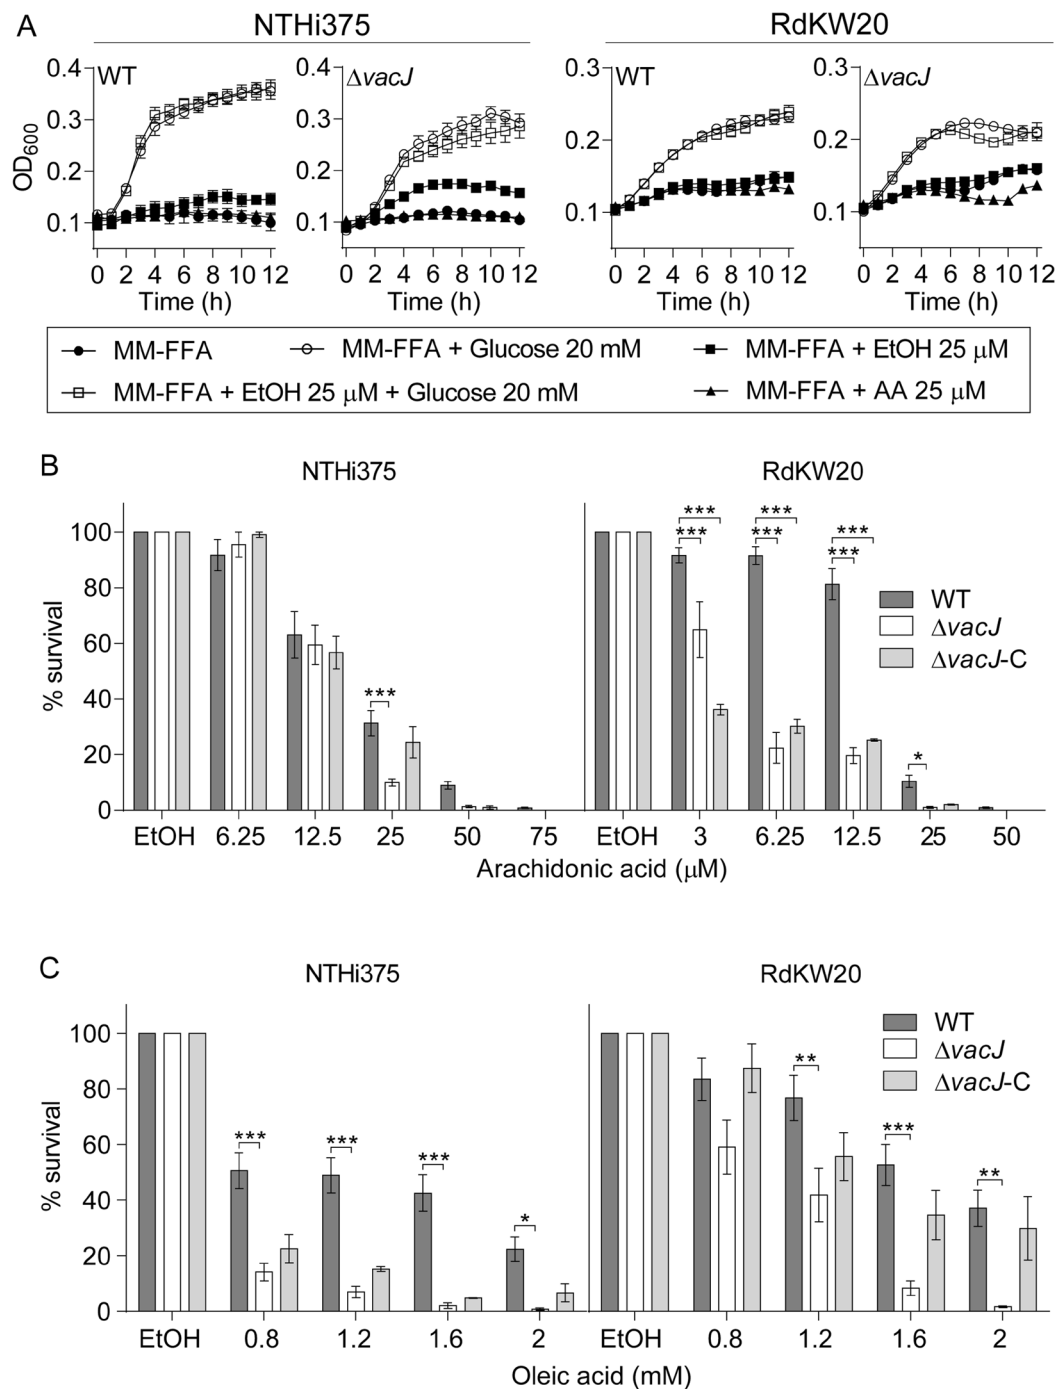 A
NTHi375
RdKW20
0.4
0.3
0.2
0.1
OD600
WT
0 2 4 6 8 10 12
Time (h)
0.4
0.3
0.2
0.1
ΔvacJ
0 2 4 6 8 10 12
Time (h)
0.3
0.2
0.1
WT
0 2 4 6 8 10 12
Time (h)
0.3
0.2
0.1
ΔvacJ
0 2 4 6 8 10 12
Time (h)
MM-FFA
MM-FFA + Glucose 20 mM
MM-FFA + EtOH 25 μM
MM-FFA + EtOH 25 μM + Glucose 20 mM
MM-FFA + AA 25 μM
B
NTHi375
RdKW20
% survival
100
80
60
40
20
0
***
*** *** ***
*** *** ***
*
WT
ΔvacJ
ΔvacJ-C
EtOH 6.25 12.5 25 50 75
EtOH 3 6.25 12.5 25 50
Arachidonic acid (μM)
C
NTHi375
RdKW20
% survival
100
80
60
40
20
0
*** *** *** *
** *** **
WT
ΔvacJ
ΔvacJ-C
EtOH 0.8 1.2 1.6 2
EtOH 0.8 1.2 1.6 2
Oleic acid (mM)